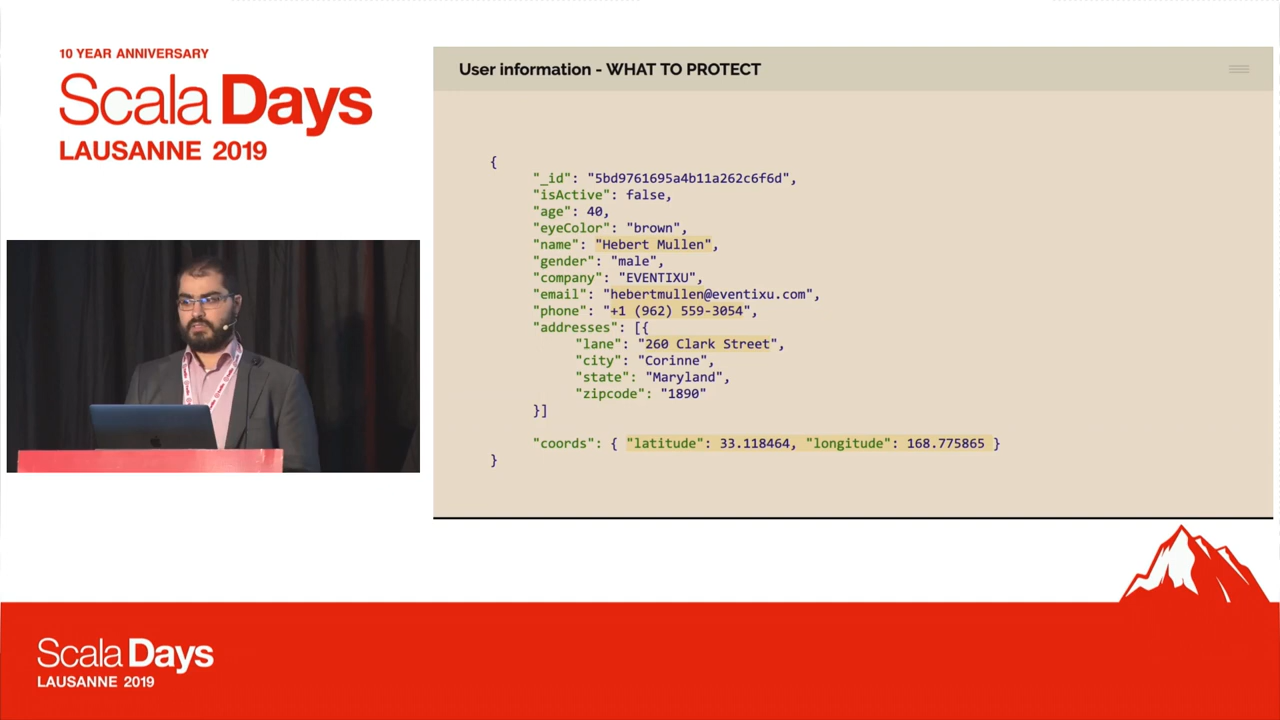 10 YEAR ANNIVERSARY
Scala Days
LAUSANNE 2019
User information - WHAT TO PROTECT
{
"_id": "5bd9761695a4b11a262c6f6d",
"isActive": false,
"age": 40,
"eyeColor": "brown",
"name": "Hebert Mullen",
"gender": "male",
"company": "EVENTIXU",
"email": "hebertmullen@eventixu.com",
"phone": "+1 (962) 559-3054",
"addresses": [{
"lane": "260 Clark Street",
"city": "Corinne",
"state": "Maryland",
"zipcode": "1890"
}]
"coords": { "latitude": 33.118464, "longitude": 168.775865 }
}
Scala Days
LAUSANNE 2019